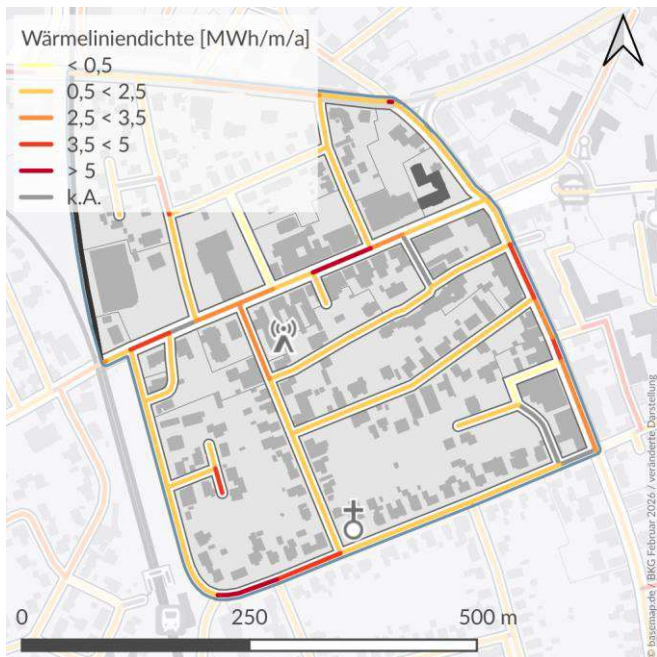 Wärmeliniendichte [MWh/m/a]
< 0,5
0,5 < 2,5
2,5 < 3,5
3,5 < 5
> 5
k.A.
© basemap.de / BKG Februar 2026 / veränderte Darstellung
0 250 500 m